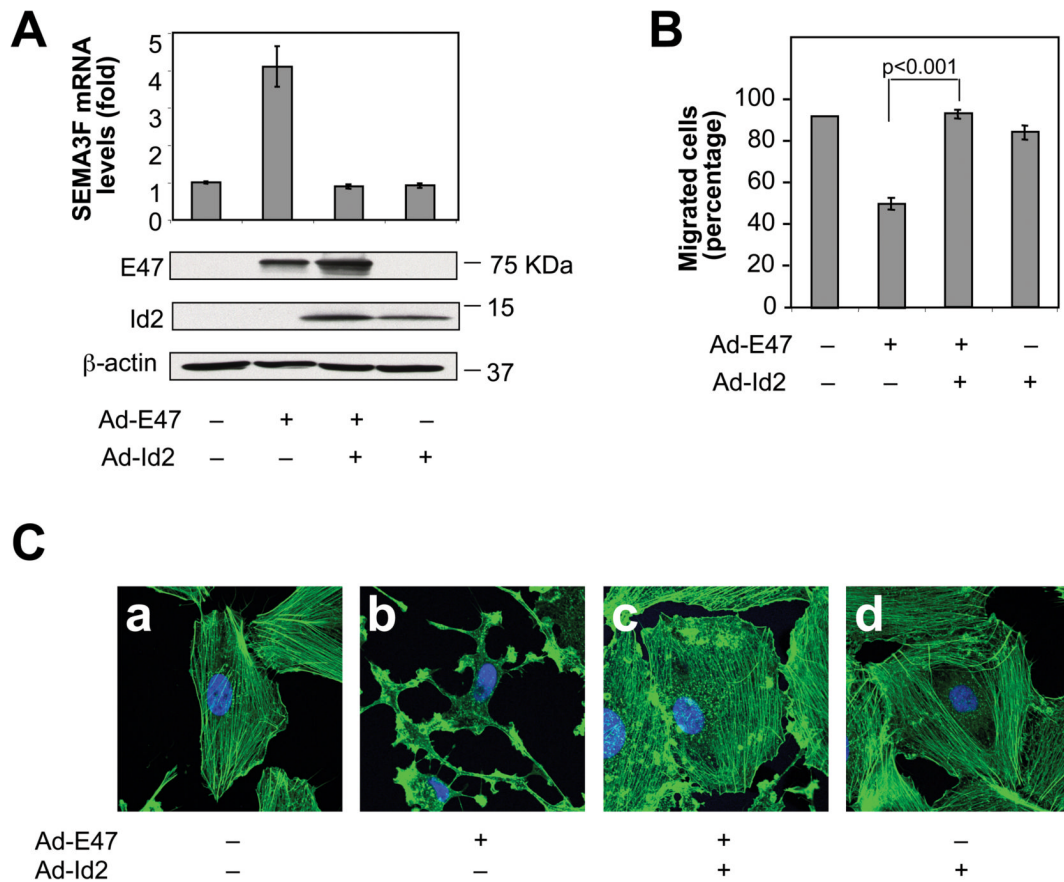 A
SEMA3F mRNA
levels (fold)
5
4
3
2
1
0
E47
75 KDa
Id2
15
β-actin
37
Ad-E47 – + + –
Ad-Id2 – – + +
B
Migrated cells
(percentage)
p<0.001
100
80
60
40
20
0
Ad-E47 – + + –
Ad-Id2 – – + +
C
a
b
c
d
Ad-E47 – + + –
Ad-Id2 – – + +